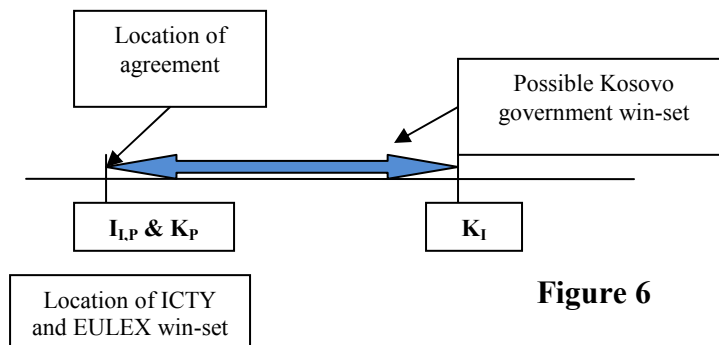 Location of
agreement
Possible Kosovo
government win-set
I_I,P & K_P
K_I
Location of ICTY
and EULEX win-set
Figure 6